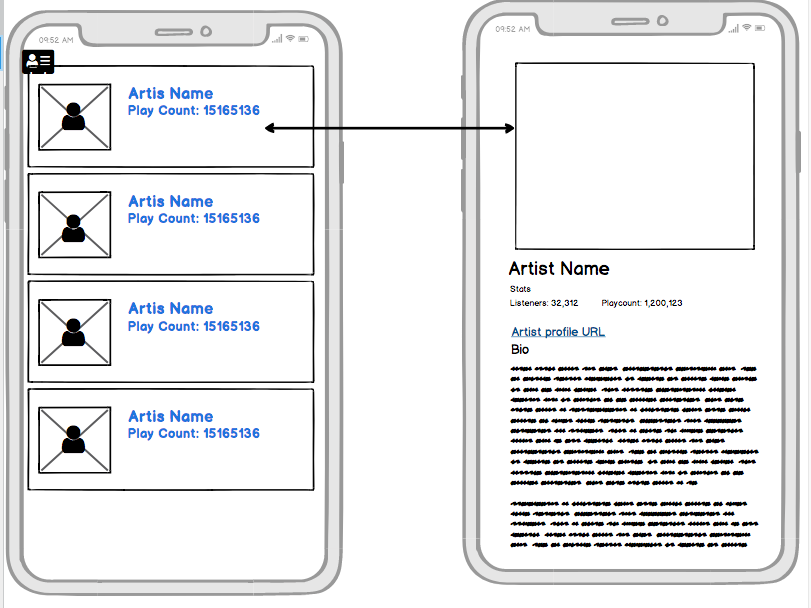 09:52 AM
Artis Name
Play Count: 15165136
Artis Name
Play Count: 15165136
Artis Name
Play Count: 15165136
Artis Name
Play Count: 15165136
09:52 AM
Artist Name
Stats
Listeners: 32,312 Playcount: 1,200,123
Artist profile URL
Bio